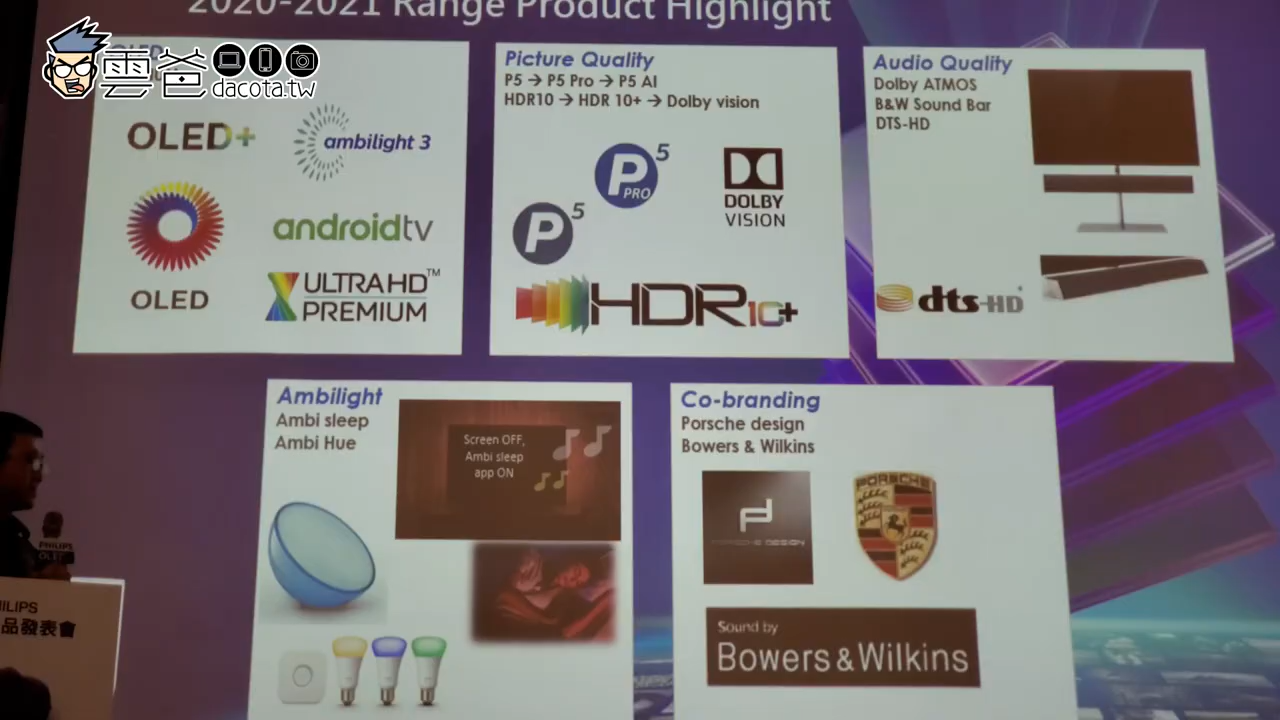 2020-2021 Range Product Highlight
雲爸
dacota.tw
OLED+
ambilight 3
androidtv
OLED
ULTRA HD™
PREMIUM
Picture Quality
P5 → P5 Pro → P5 AI
HDR10 → HDR 10+ → Dolby vision
P5
PRO
P5
DOLBY
VISION
HDR10+
Audio Quality
Dolby ATMOS
B&W Sound Bar
DTS-HD
dts-HD
Ambilight
Ambi sleep
Ambi Hue
Screen OFF,
Ambi sleep
app ON
Co-branding
Porsche design
Bowers & Wilkins
PORSCHE DESIGN
PORSCHE
Sound by
Bowers & Wilkins
PHILIPS
OLED
HILIPS
品發表會